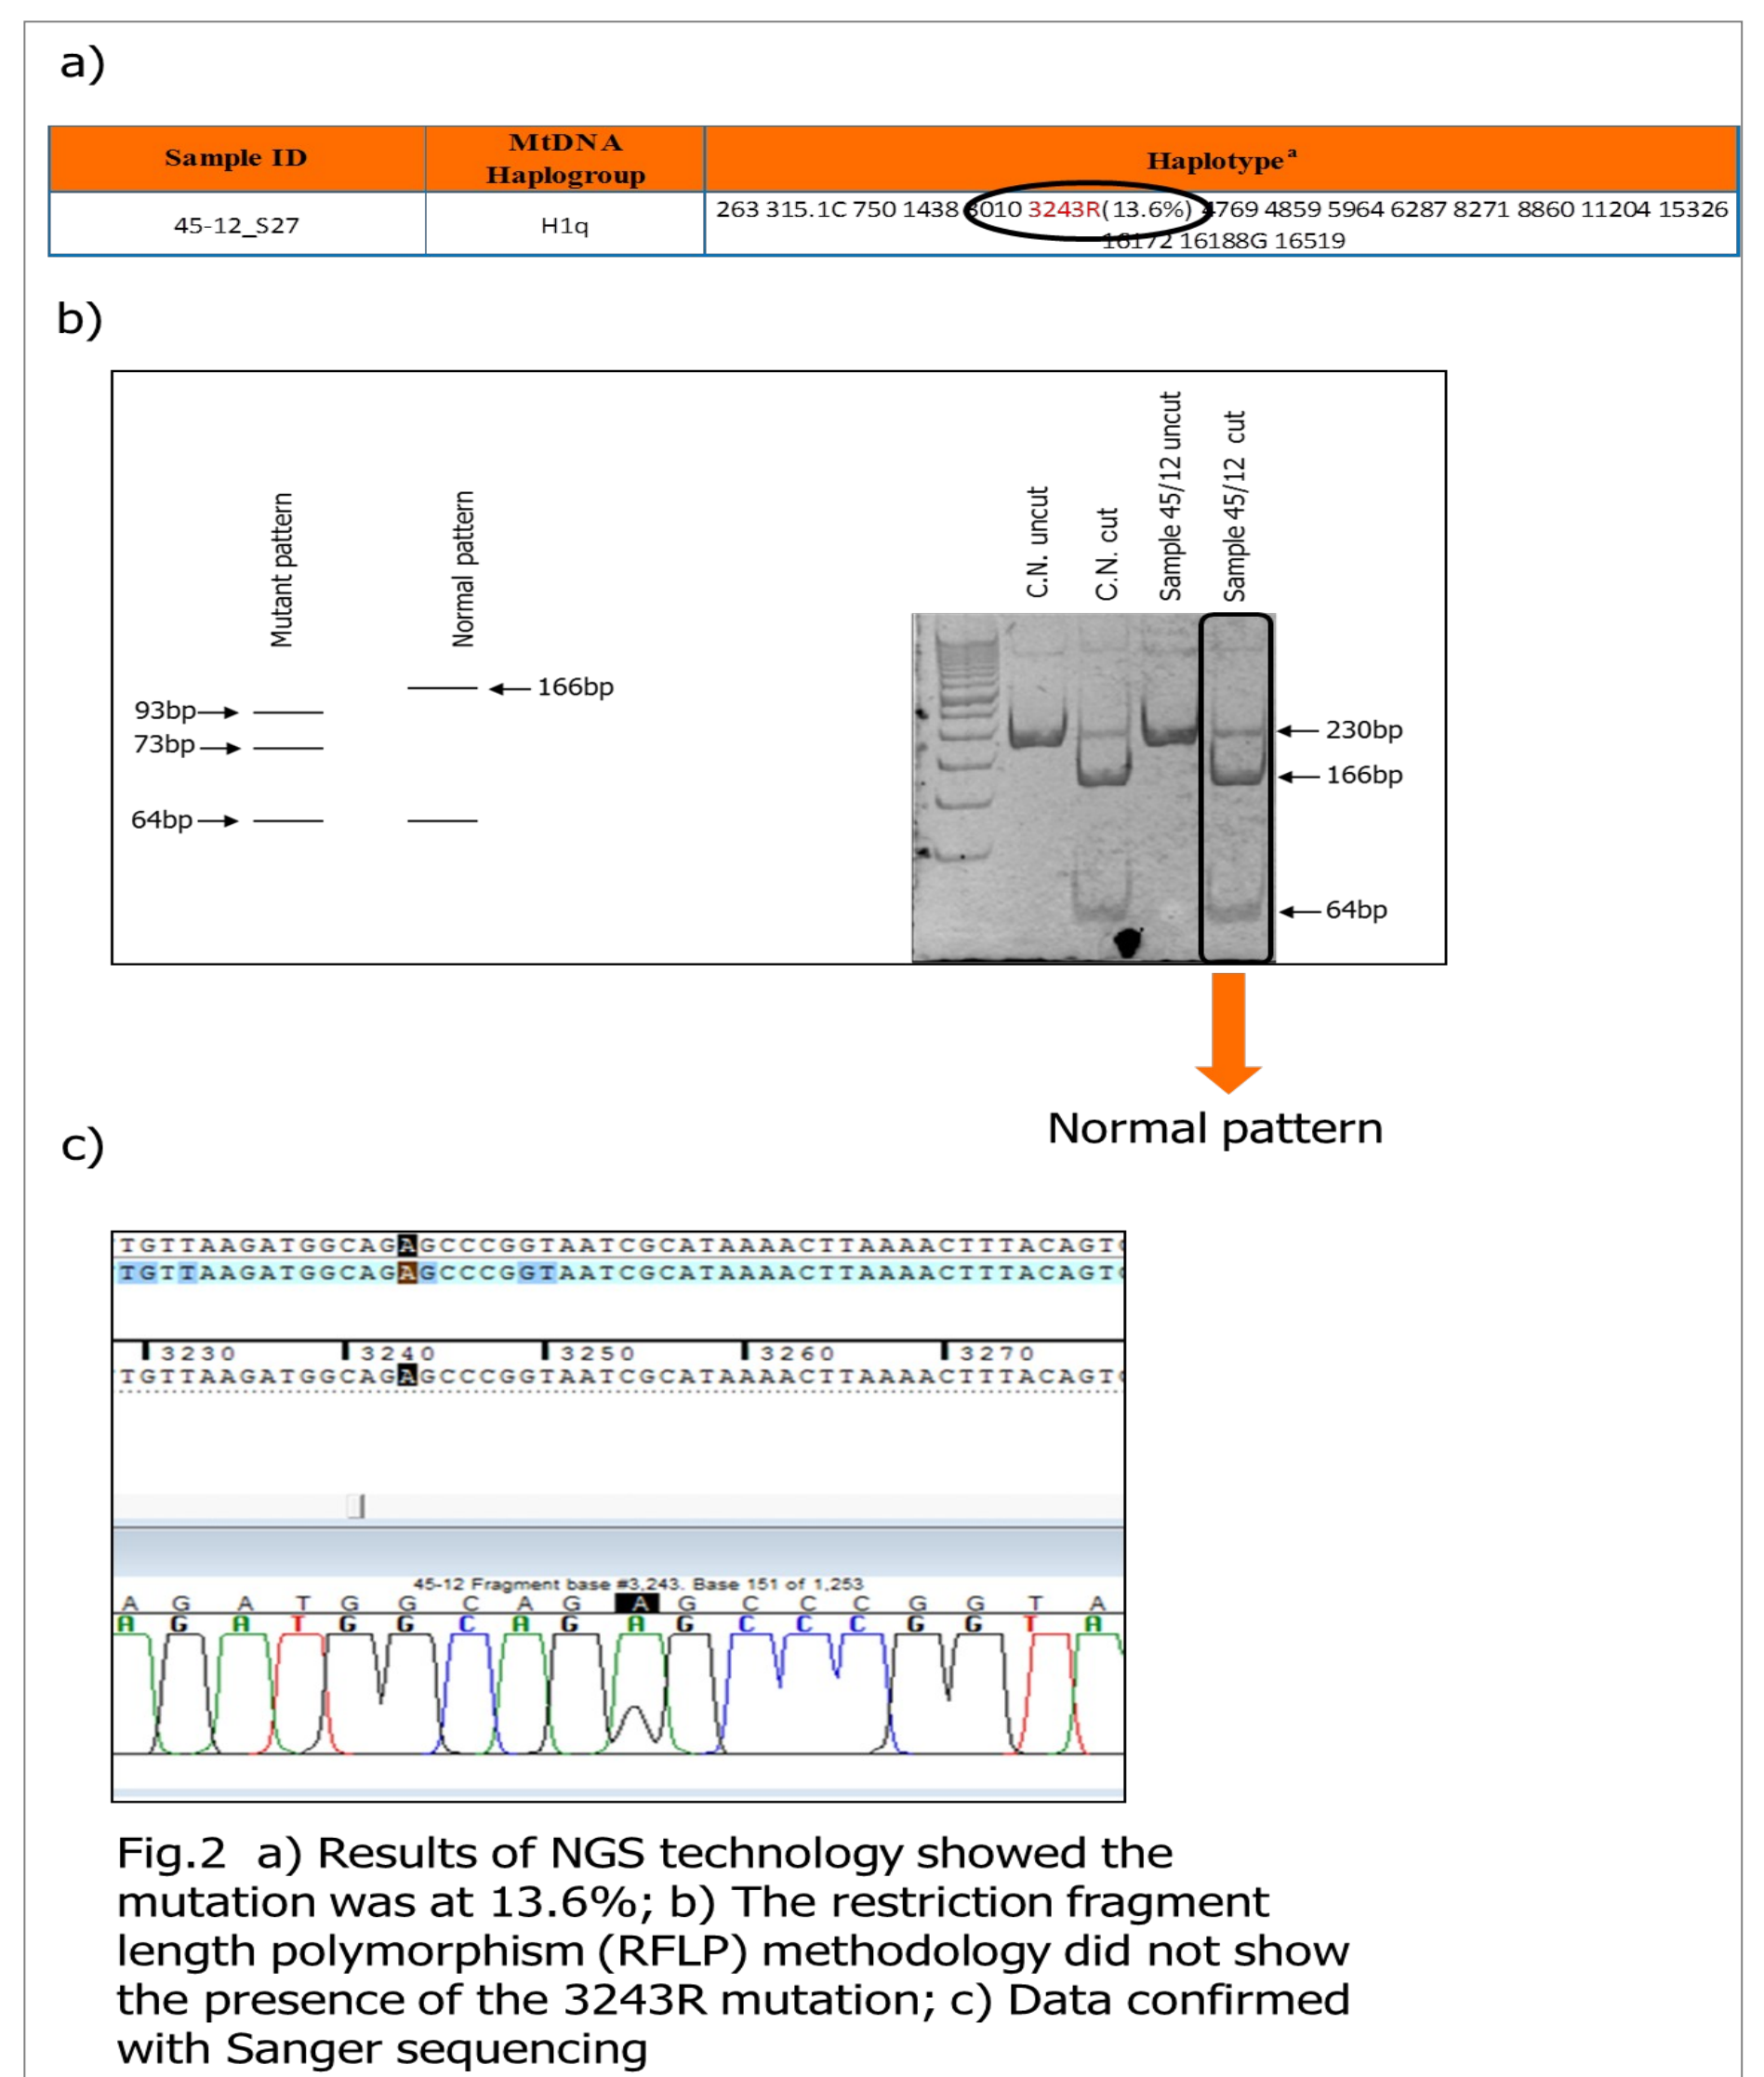 a)
Sample ID
MtDNA
Haplogroup
Haplotype a
45-12_S27
H1q
263 315.1C 750 1438 3010 3243R(13.6%) 4769 4859 5964 6287 8271 8860 11204 15326
16172 16188G 16519
b)
Mutant pattern
Normal pattern
93bp
73bp
64bp
166bp
C.N. uncut
C.N. cut
Sample 45/12 uncut
Sample 45/12 cut
230bp
166bp
64bp
Normal pattern
c)
TGTTAAGATGGCAGAGCCCGGTAATCGCATAAAACTTAAAACTTTACAGT
TGTTAAGATGGCAGAGCCCGGTAATCGCATAAAACTTAAAACTTTACAGT
3230 3240 3250 3260 3270
TGTTAAGATGGCAGAGCCCGGTAATCGCATAAAACTTAAAACTTTACAGT
45-12 Fragment base #3,243. Base 151 of 1,253
A G A T G G C A G A G C C C G G T A
A G A T G G C A G A G C C C G G T A
Fig.2 a) Results of NGS technology showed the
mutation was at 13.6%; b) The restriction fragment
length polymorphism (RFLP) methodology did not show
the presence of the 3243R mutation; c) Data confirmed
with Sanger sequencing